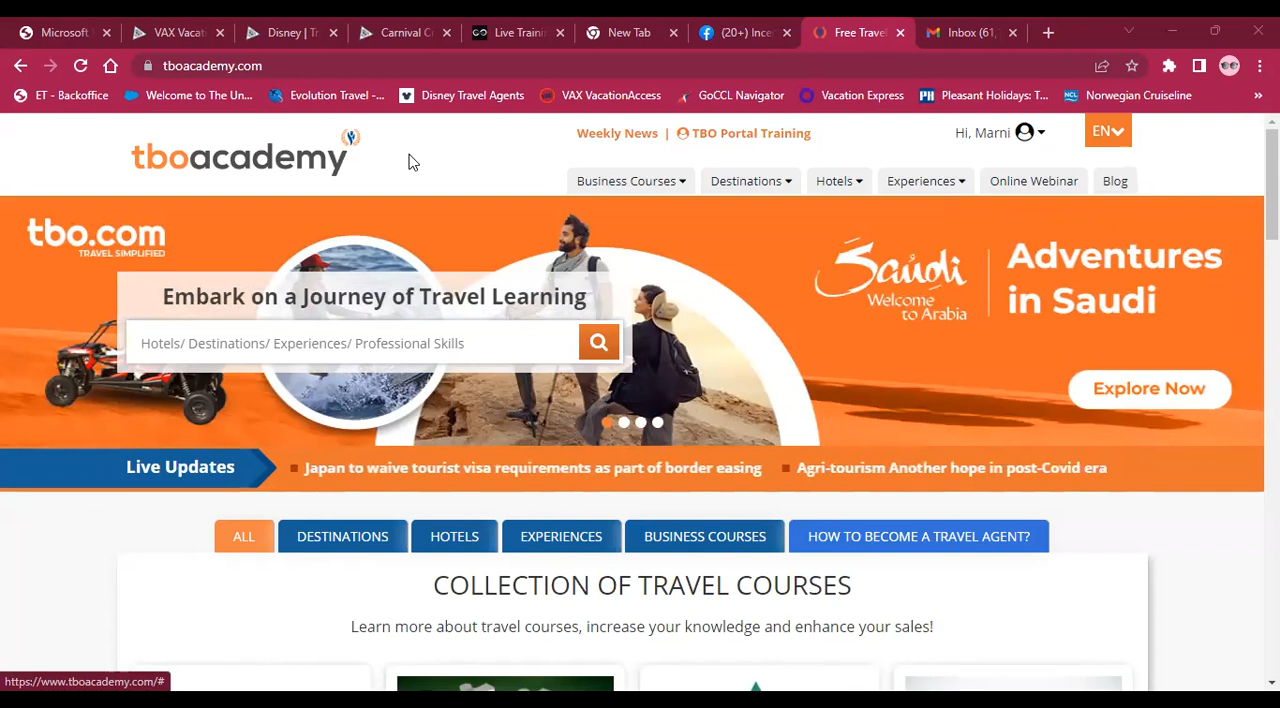 Microsoft
VAX Vacati
Disney | Tr
Carnival C
Live Trainin
New Tab
(20+) Ince
Free Travel
Inbox (61,
tboacademy.com
ET - Backoffice
Welcome to The Un...
Evolution Travel -...
Disney Travel Agents
VAX VacationAccess
GoCCL Navigator
Vacation Express
Pleasant Holidays: T...
Norwegian Cruiseline
tboacademy
Weekly News | TBO Portal Training
Hi, Marni
EN
Business Courses
Destinations
Hotels
Experiences
Online Webinar
Blog
tbo.com
TRAVEL SIMPLIFIED
Saudi
Welcome
to Arabia
Adventures
in Saudi
Embark on a Journey of Travel Learning
Hotels/ Destinations/ Experiences/ Professional Skills
Explore Now
Live Updates
Japan to waive tourist visa requirements as part of border easing
Agri-tourism Another hope in post-Covid era
ALL
DESTINATIONS
HOTELS
EXPERIENCES
BUSINESS COURSES
HOW TO BECOME A TRAVEL AGENT?
COLLECTION OF TRAVEL COURSES
Learn more about travel courses, increase your knowledge and enhance your sales!
https://www.tboacademy.com/#